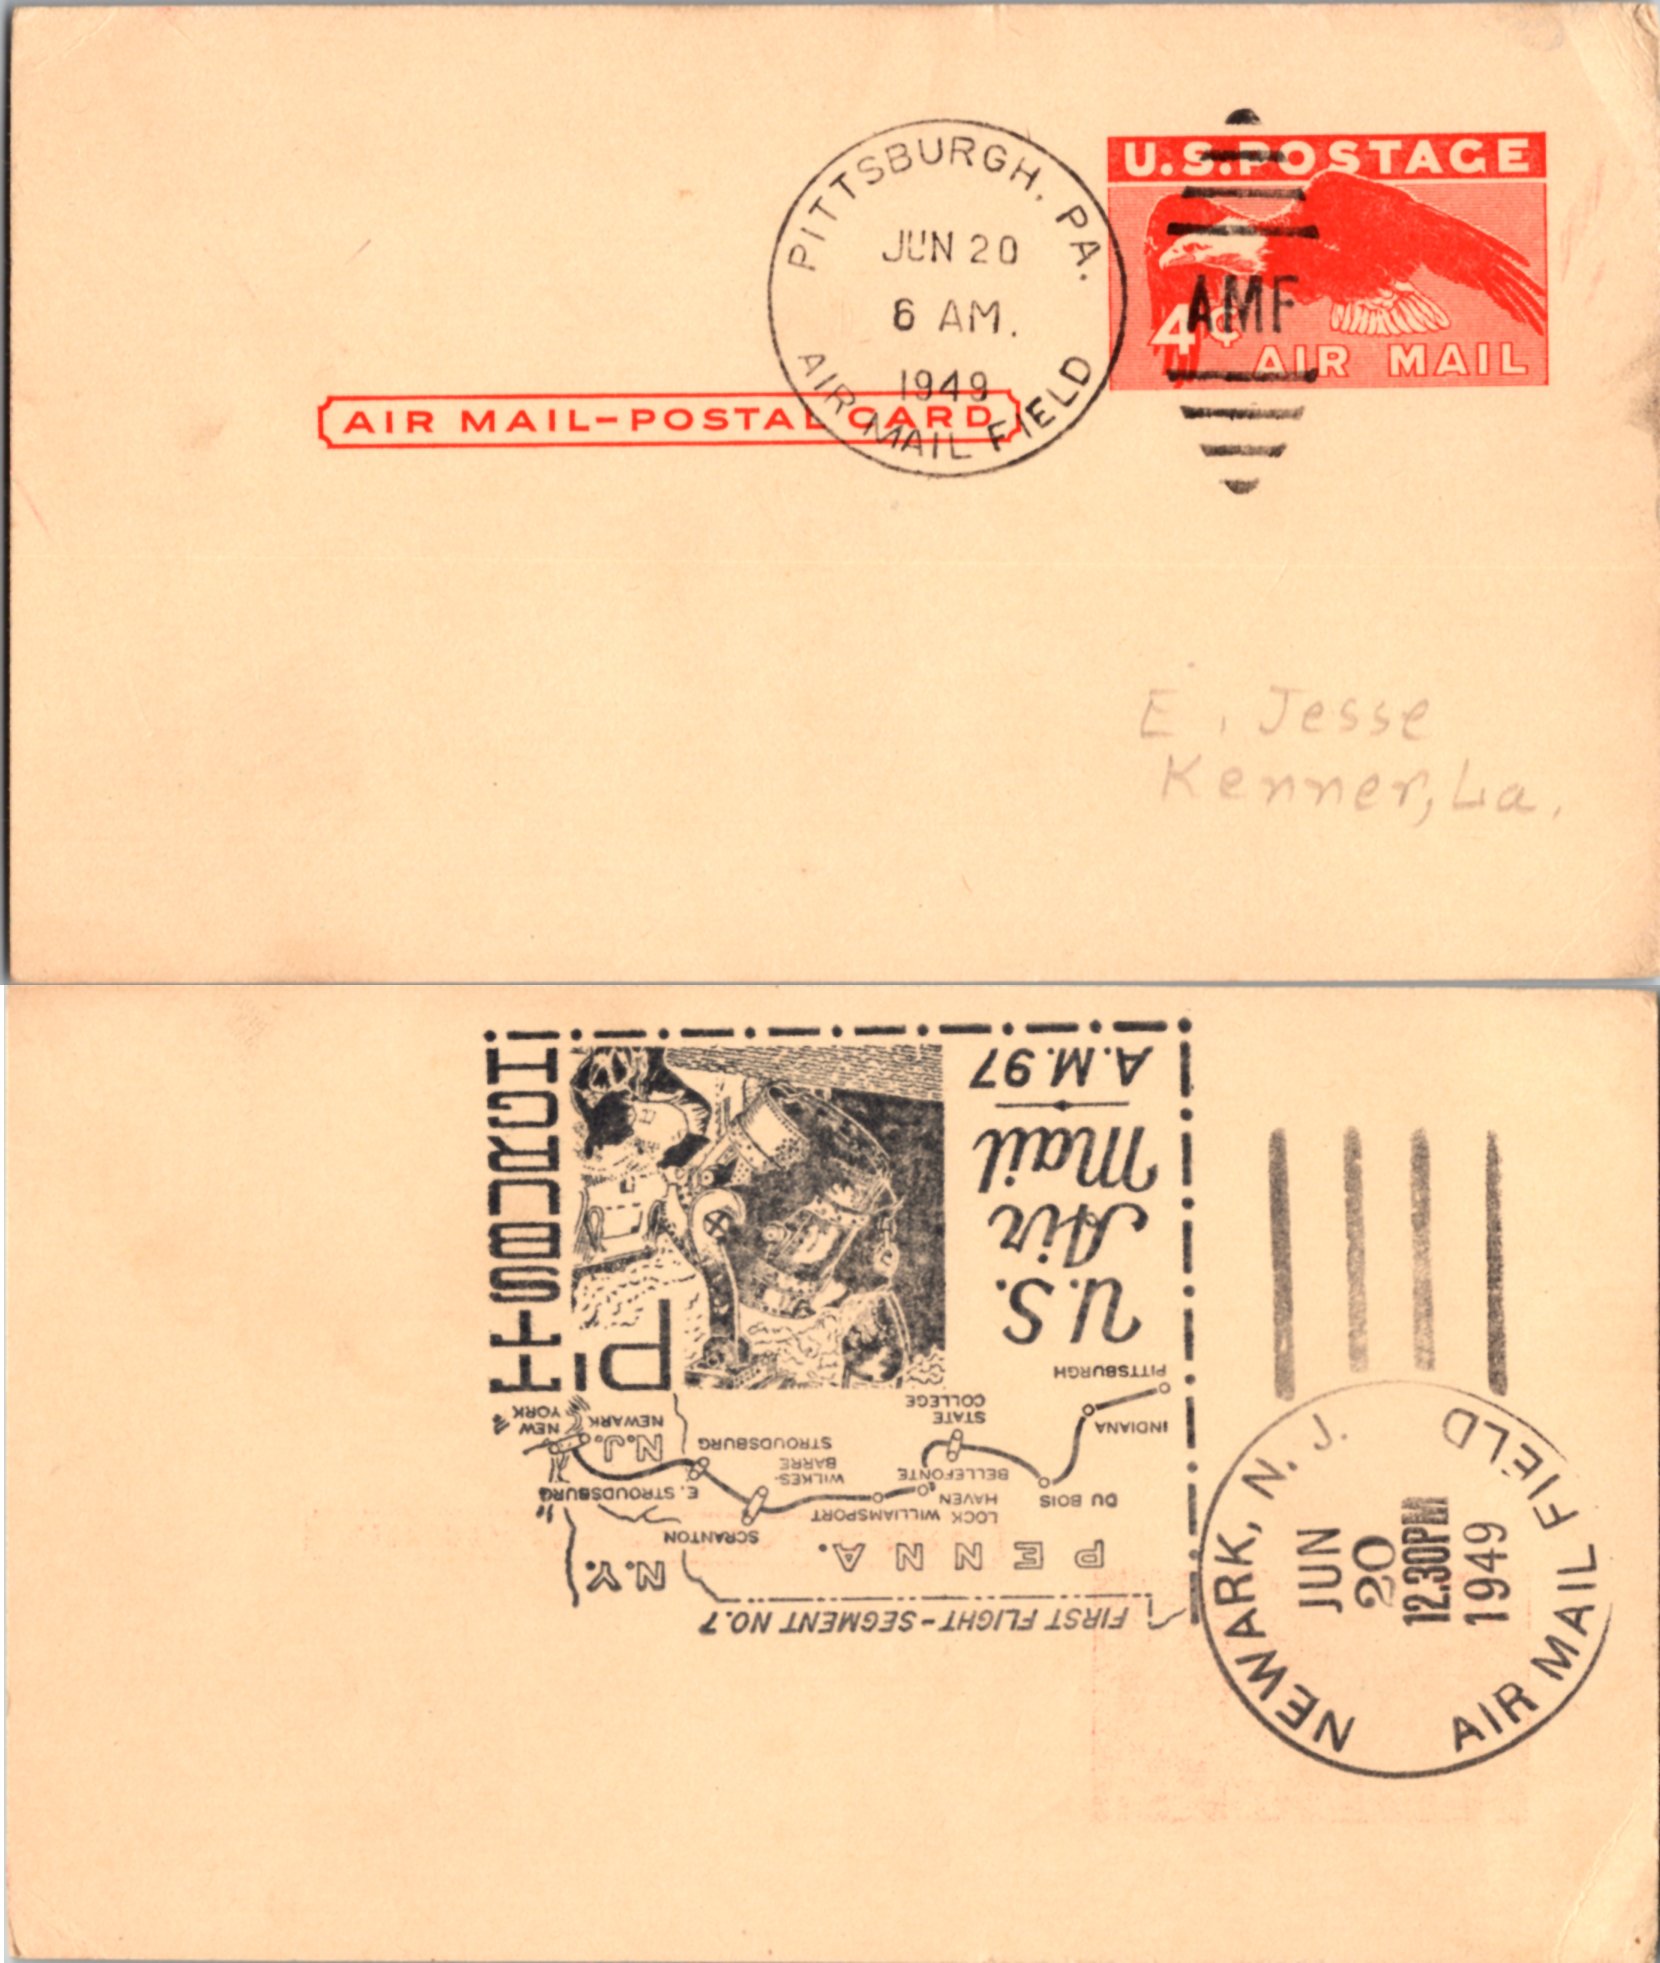 U.S. POSTAGE
4¢
AIR MAIL
PITTSBURGH, PA.
JUN 20
6 AM.
1949
AIR MAIL FIELD
AMF
AIR MAIL-POSTAL CARD
E. Jesse
Kenner, La.
FIRST FLIGHT-SEGMENT NO. 7
PENNA.
N.Y.
SCRANTON
LOCK HAVEN
WILLIAMSPORT
DU BOIS
E. STROUDSBURG
BELLEFONTE
WILKES-
BARRE
STROUDSBURG
INDIANA
STATE
COLLEGE
N.J.
NEWARK
NEW
YORK
PITTSBURGH
U.S.
Air
Mail
A.M.97
PITTSBURGH
NEWARK, N. J.
JUN
20
12.30PM
1949
AIR MAIL FIELD